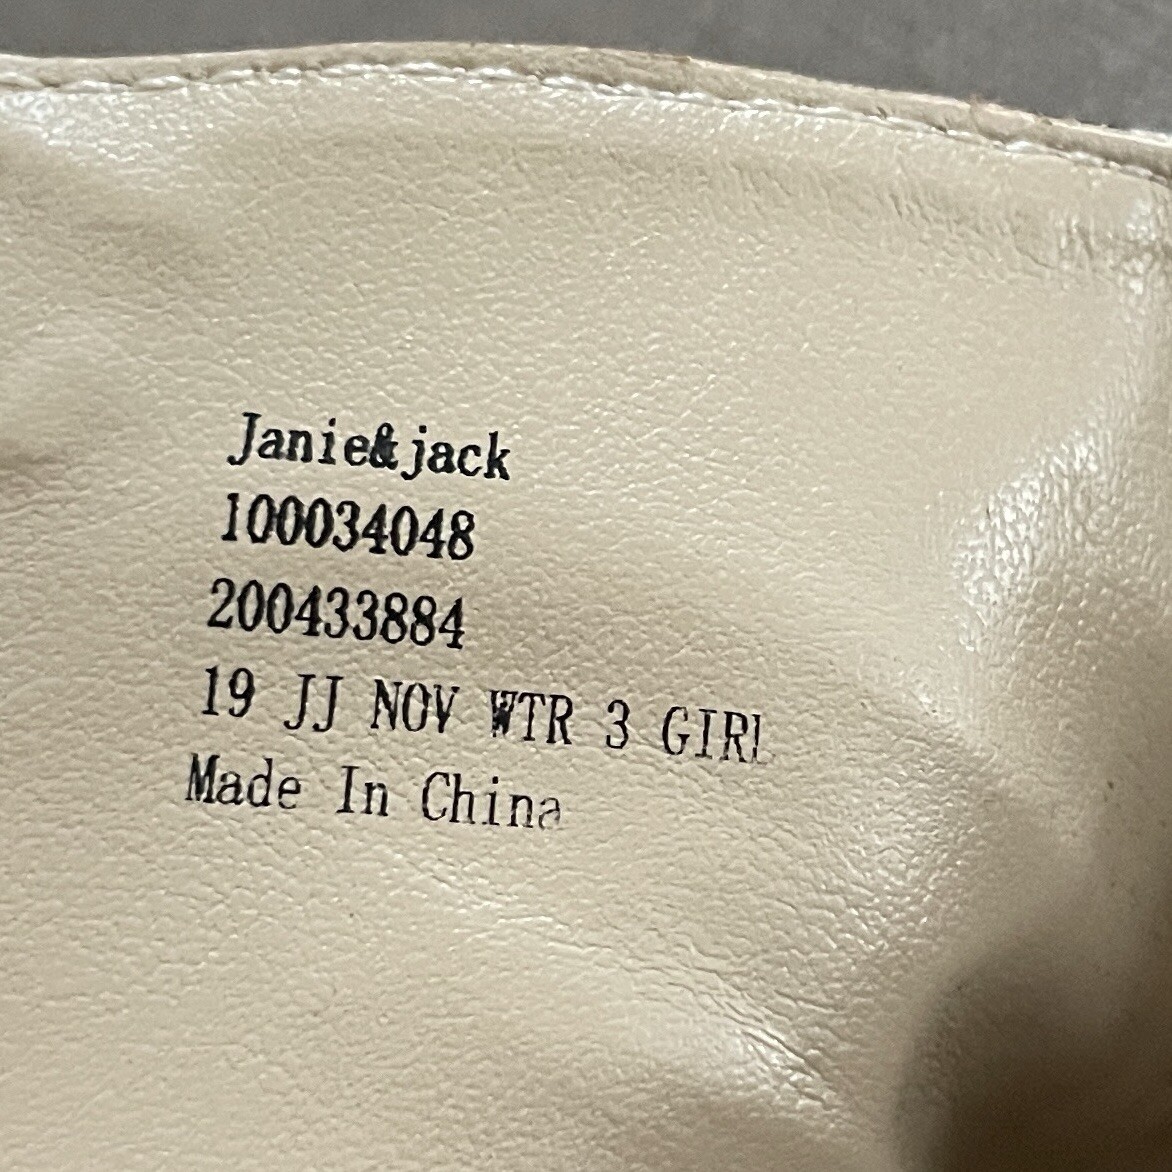 Janie&jack
100034048
200433884
19 JJ NOV WTR 3 GIRL
Made In China